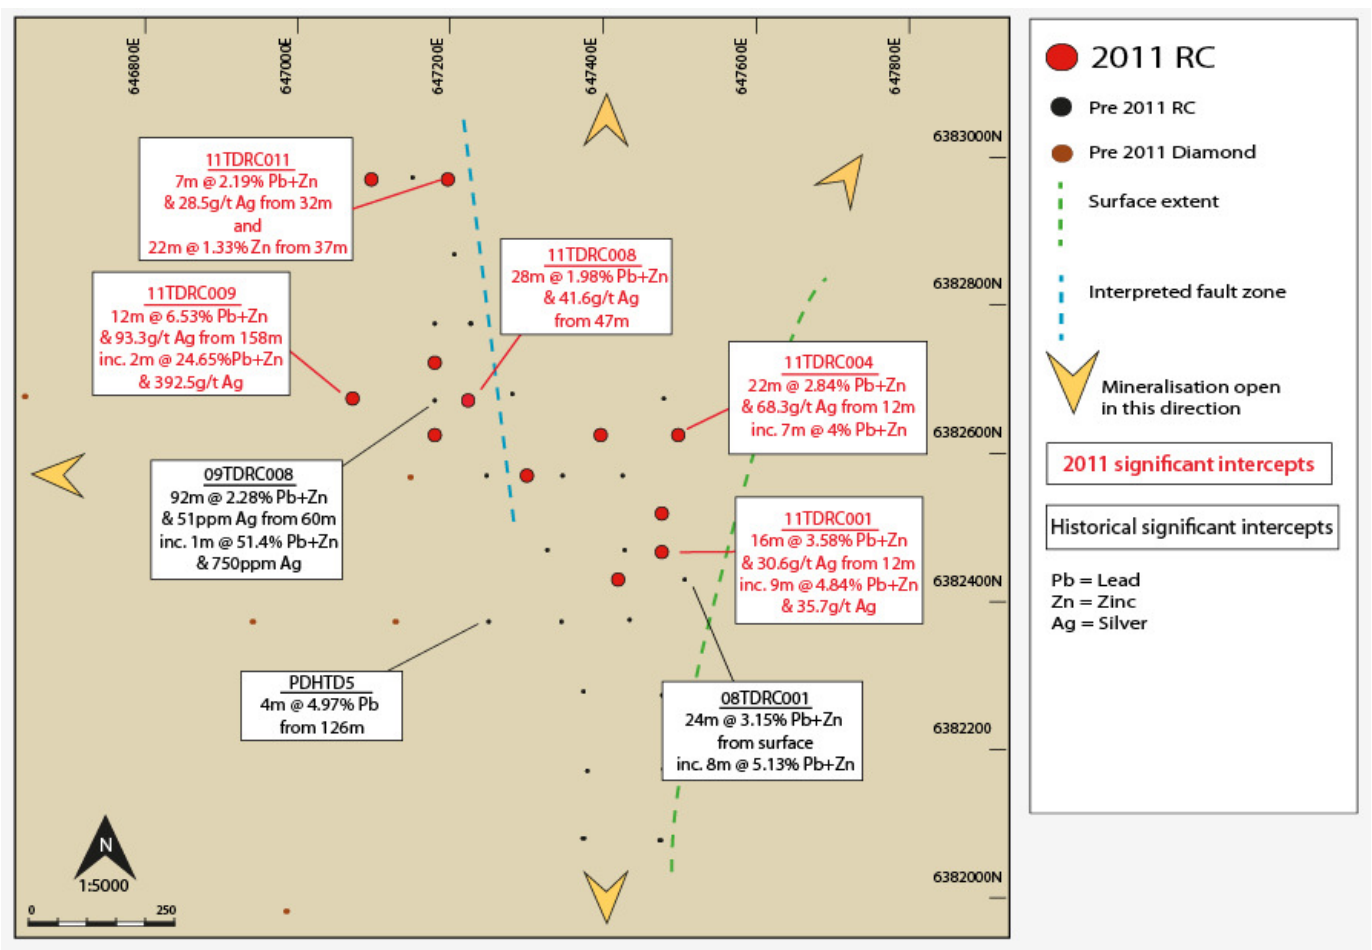 646800E
647000E
647200E
647400E
647600E
647800E
6383000N
6382800N
6382600N
6382400N
6382200
6382000N
11TDRC011
7m @ 2.19% Pb+Zn
& 28.5g/t Ag from 32m
and
22m @ 1.33% Zn from 37m
11TDRC008
28m @ 1.98% Pb+Zn
& 41.6g/t Ag
from 47m
11TDRC009
12m @ 6.53% Pb+Zn
& 93.3g/t Ag from 158m
inc. 2m @ 24.65%Pb+Zn
& 392.5g/t Ag
11TDRC004
22m @ 2.84% Pb+Zn
& 68.3g/t Ag from 12m
inc. 7m @ 4% Pb+Zn
09TDRC008
92m @ 2.28% Pb+Zn
& 51ppm Ag from 60m
inc. 1m @ 51.4% Pb+Zn
& 750ppm Ag
11TDRC001
16m @ 3.58% Pb+Zn
& 30.6g/t Ag from 12m
inc. 9m @ 4.84% Pb+Zn
& 35.7g/t Ag
PDHTD5
4m @ 4.97% Pb
from 126m
08TDRC001
24m @ 3.15% Pb+Zn
from surface
inc. 8m @ 5.13% Pb+Zn
N
1:5000
0 250
2011 RC
Pre 2011 RC
Pre 2011 Diamond
Surface extent
Interpreted fault zone
Mineralisation open
in this direction
2011 significant intercepts
Historical significant intercepts
Pb = Lead
Zn = Zinc
Ag = Silver